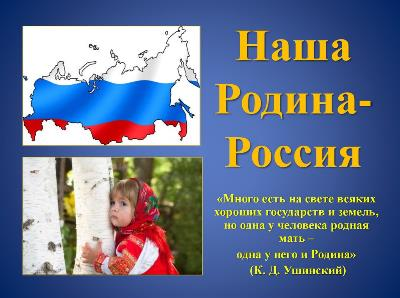 Наша
Родина-
Россия
«Много есть на свете всяких
хороших государств и земель,
но одна у человека родная
мать –
одна у него и Родина»
(К. Д. Ушинский)